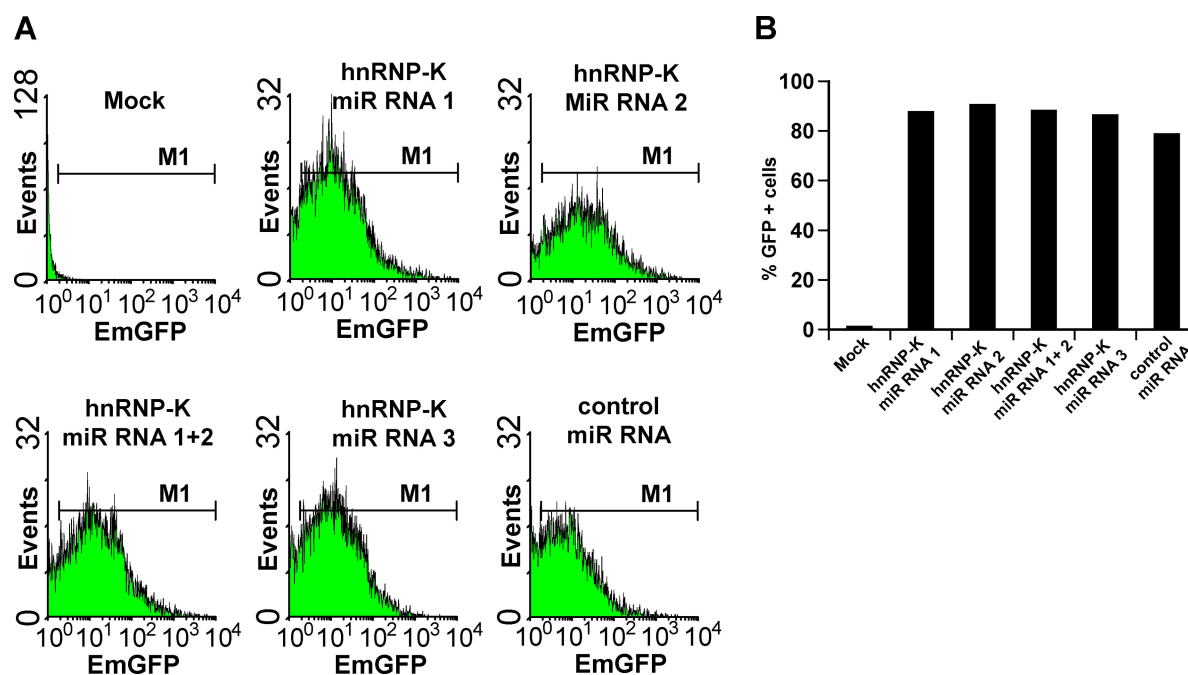 A
128
Mock
M1
Events
0
10^0 10^1 10^2 10^3 10^4
EmGFP
hnRNP-K
miR RNA 1
32
M1
Events
0
10^0 10^1 10^2 10^3 10^4
EmGFP
hnRNP-K
MiR RNA 2
32
M1
Events
0
10^0 10^1 10^2 10^3 10^4
EmGFP
hnRNP-K
miR RNA 1+2
32
M1
Events
0
10^0 10^1 10^2 10^3 10^4
EmGFP
hnRNP-K
miR RNA 3
32
M1
Events
0
10^0 10^1 10^2 10^3 10^4
EmGFP
control
miR RNA
32
M1
Events
0
10^0 10^1 10^2 10^3 10^4
EmGFP
B
% GFP + cells
100
80
60
40
20
0
Mock
hnRNP-K
miR RNA 1
hnRNP-K
miR RNA 2
hnRNP-K
miR RNA 1+ 2
hnRNP-K
miR RNA 3
control
miR RNA